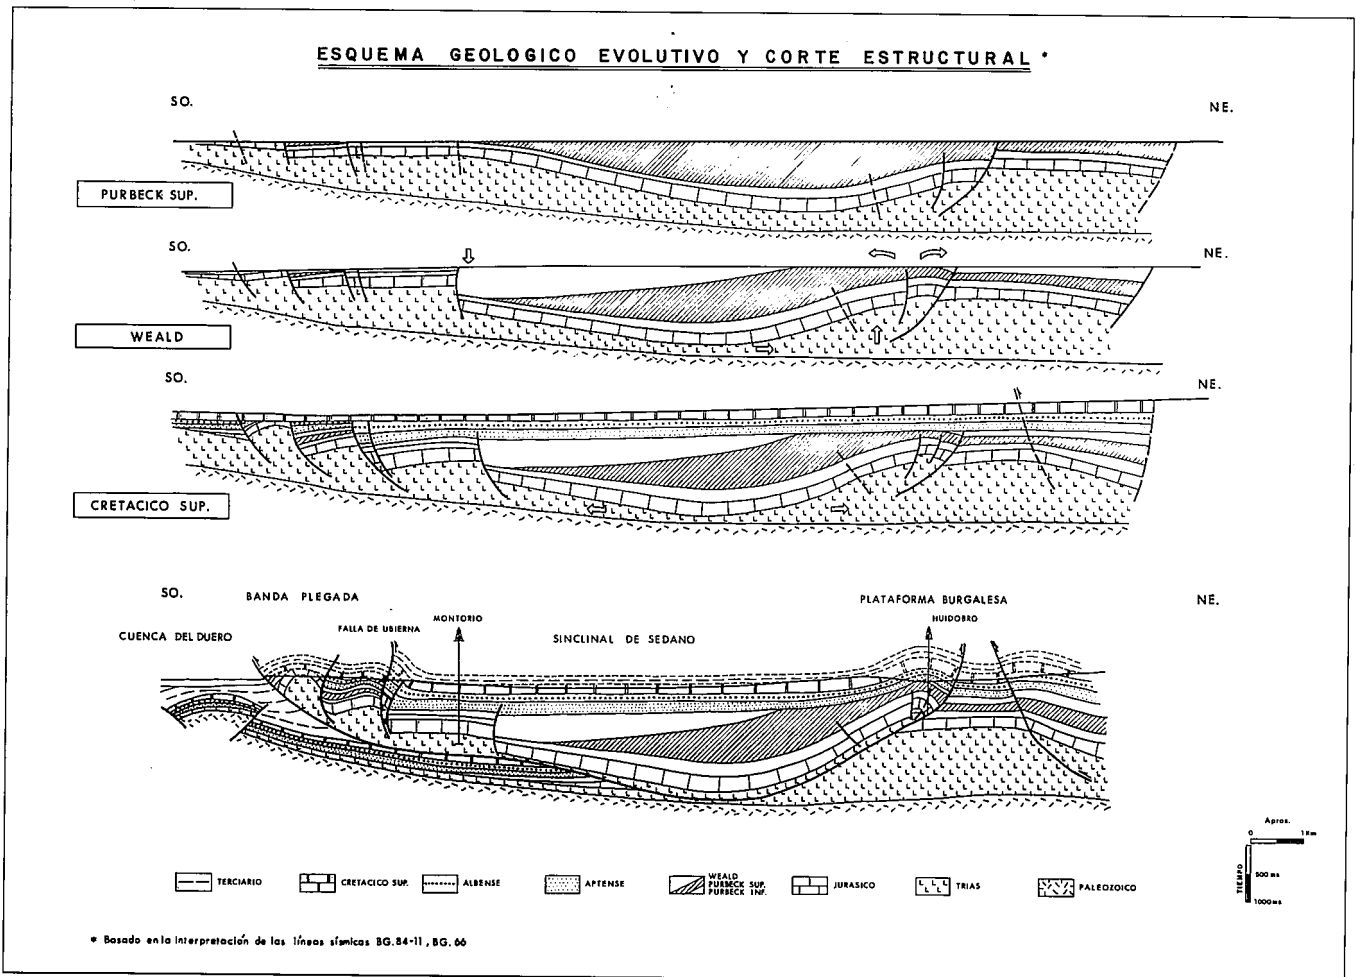 ESQUEMA GEOLOGICO EVOLUTIVO Y CORTE ESTRUCTURAL *
SO.
NE.
PURBECK SUP.
SO.
NE.
WEALD
SO.
NE.
CRETACICO SUP.
SO.
BANDA PLEGADA
PLATAFORMA BURGALESA
NE.
CUENCA DEL DUERO
FALLA DE UBIERNA
MONTORIO
SINCLINAL DE SEDANO
HUIDOBRO
Aprox.
0 1Km
TIEMPO
500 ms
1000 ms
TERCIARIO
CRETACICO SUP.
ALBENSE
APTENSE
WEALD
PURBECK SUP.
PURBECK INF.
JURASICO
TRIAS
PALEOZOICO
* Basado en la interpretación de las líneas sísmicas BG.84-11, BG.66